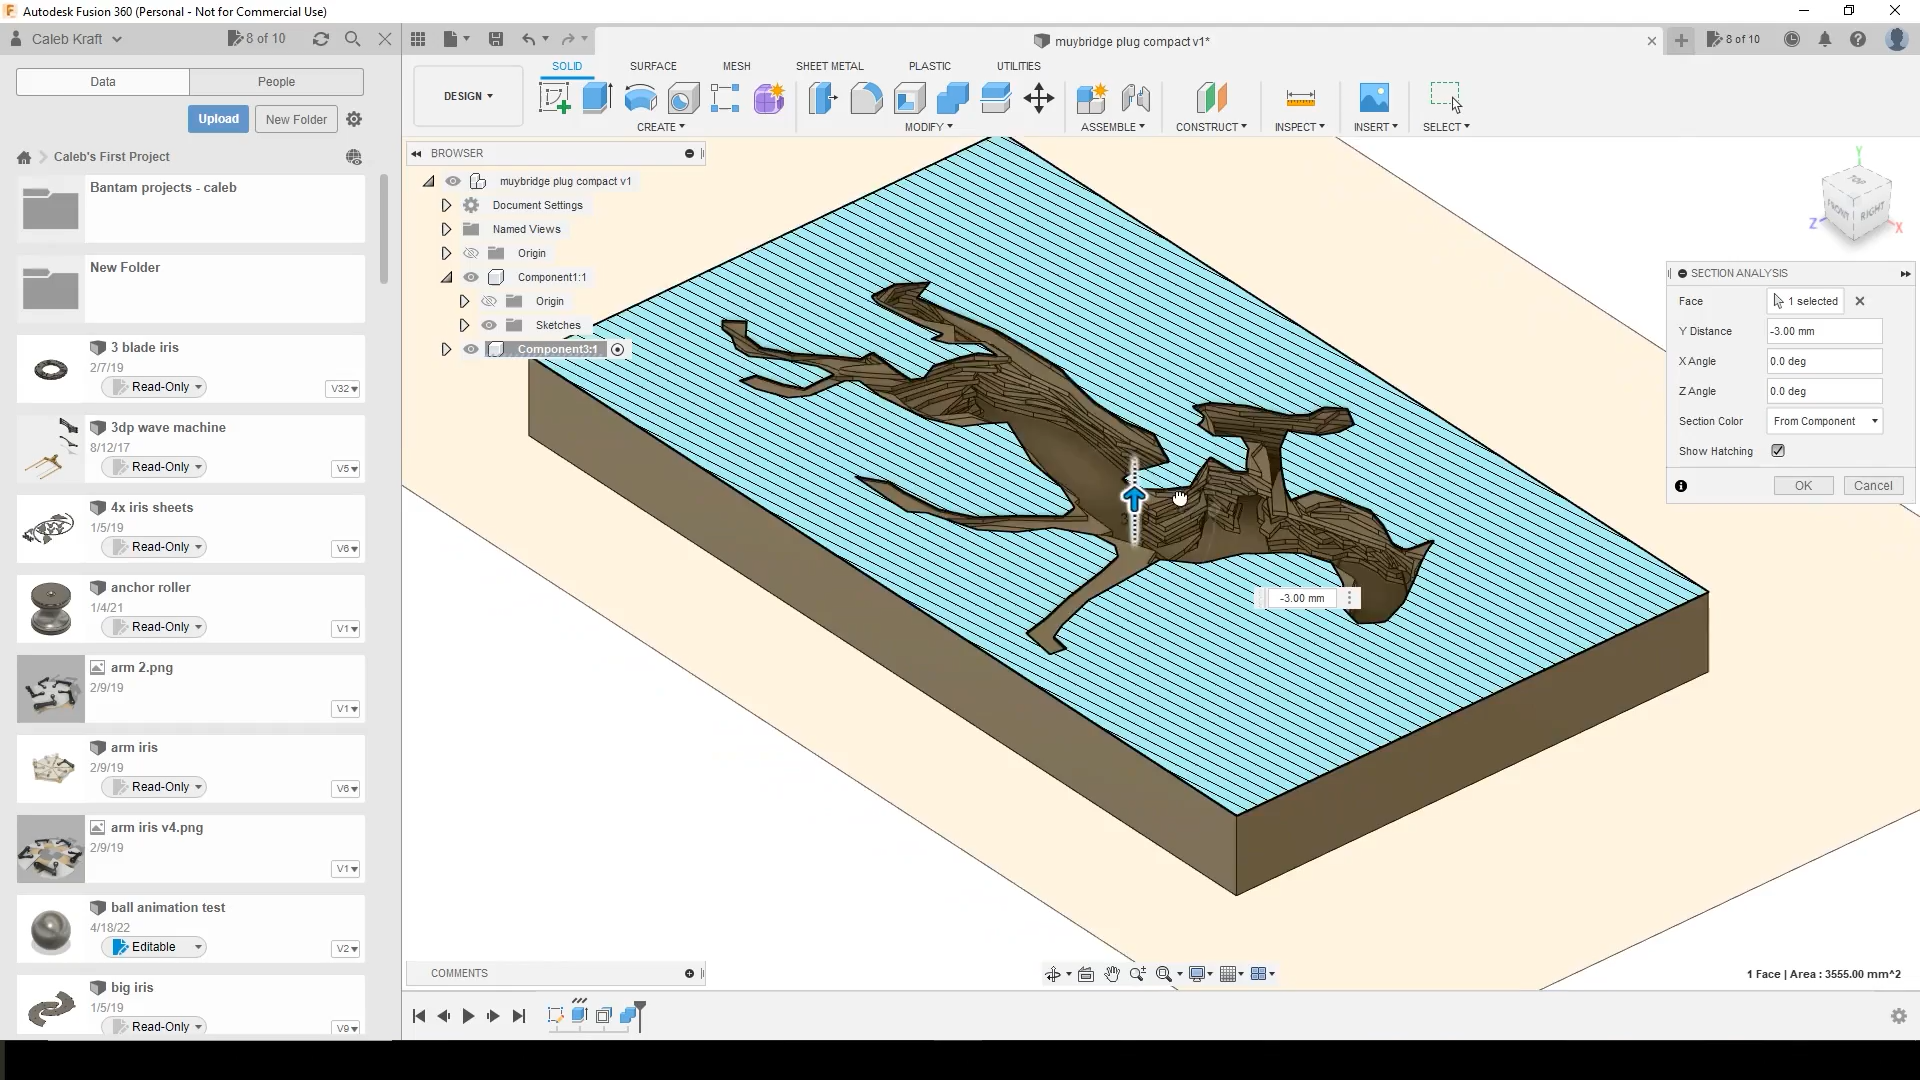 Autodesk Fusion 360 (Personal - Not for Commercial Use)
Caleb Kraft
8 of 10
muybridge plug compact v1*
8 of 10
Data
People
Upload
New Folder
Caleb's First Project
Bantam projects - caleb
New Folder
3 blade iris
2/7/19
Read-Only
V32
3dp wave machine
8/12/17
Read-Only
V5
4x iris sheets
1/5/19
Read-Only
V6
anchor roller
1/4/21
Read-Only
V1
arm 2.png
2/9/19
V1
arm iris
2/9/19
Read-Only
V6
arm iris v4.png
2/9/19
V1
ball animation test
4/18/22
Editable
V2
big iris
1/5/19
Read-Only
V9
DESIGN
SOLID
SURFACE
MESH
SHEET METAL
PLASTIC
UTILITIES
CREATE
MODIFY
ASSEMBLE
CONSTRUCT
INSPECT
INSERT
SELECT
BROWSER
muybridge plug compact v1
Document Settings
Named Views
Origin
Component1:1
Origin
Sketches
Component3:1
Y
TOP
FRONT
RIGHT
Z
X
SECTION ANALYSIS
Face
1 selected
Y Distance
-3.00 mm
X Angle
0.0 deg
Z Angle
0.0 deg
Section Color
From Component
Show Hatching
OK
Cancel
-3.00 mm
COMMENTS
1 Face | Area : 3555.00 mm^2